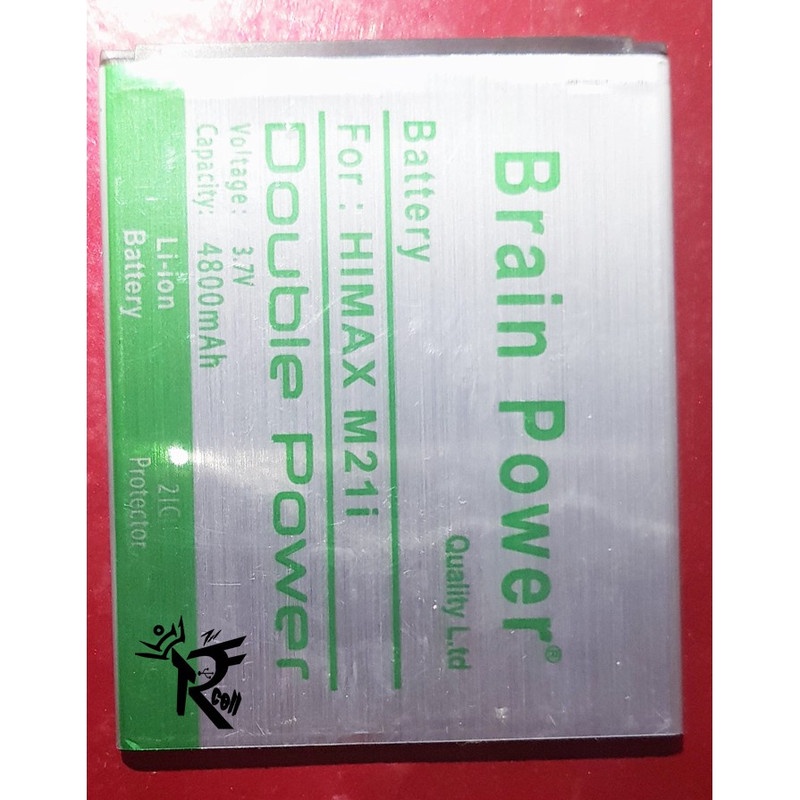 Brain Power®
Quality L.td
Battery
For : HIMAX M21i
Double Power
Voltage: 3.7V
Capacity: 4800mAh
Li-ion
Battery
2IC
Protector